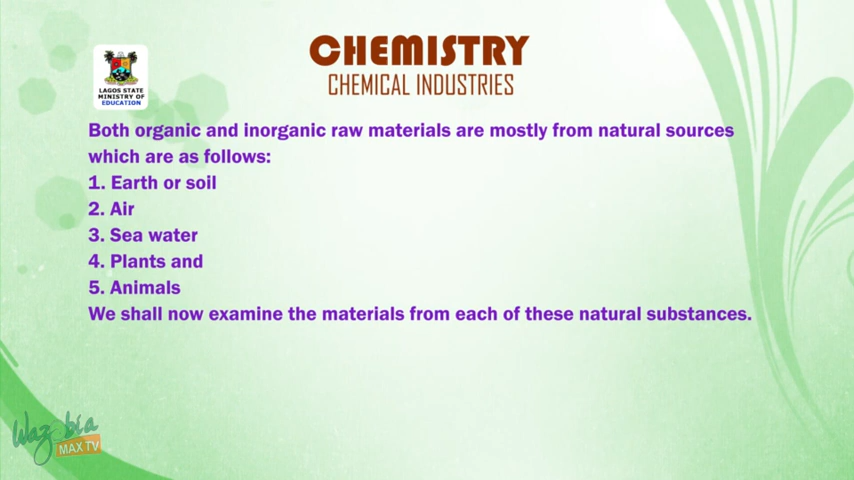 CHEMISTRY
CHEMICAL INDUSTRIES
LAGOS STATE
MINISTRY OF
EDUCATION
Both organic and inorganic raw materials are mostly from natural sources
which are as follows:
1. Earth or soil
2. Air
3. Sea water
4. Plants and
5. Animals
We shall now examine the materials from each of these natural substances.
Wazobia
MAX TV